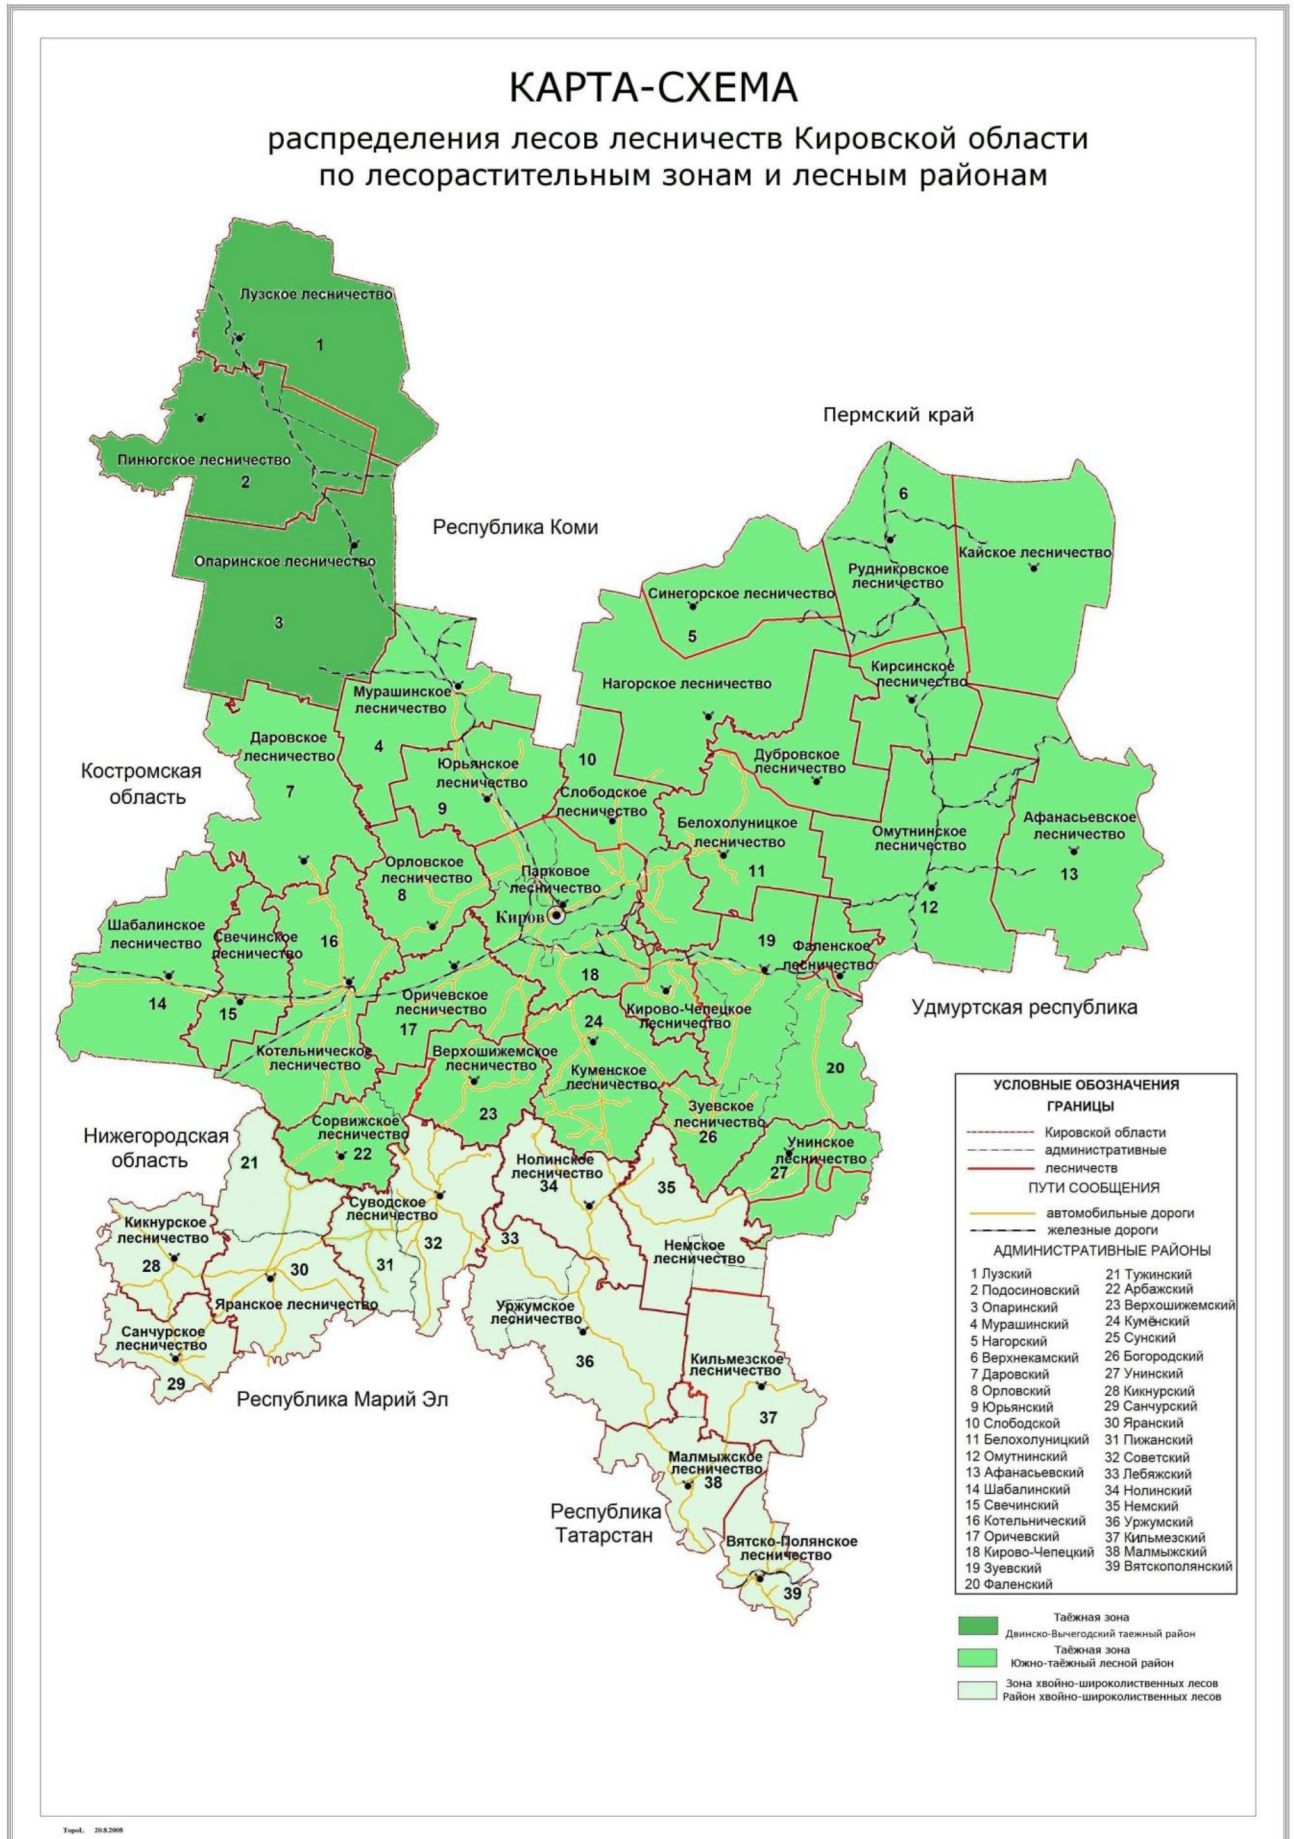 КАРТА-СХЕМА
распределения лесов лесничеств Кировской области
по лесорастительным зонам и лесным районам
Лузское лесничество
1
Пермский край
Пинюгское лесничество
2
6
Республика Коми
Опаринское лесничество
3
Кайское лесничество
Рудниковское
лесничество
Синегорское лесничество
5
Нагорское лесничество
Кирсинское
лесничество
Мурашинское
лесничество
4
Даровское
лесничество
7
Костромская
область
Юрьянское
лесничество
9
10
Слободское
лесничество
Дубровское
лесничество
Белохолуницкое
лесничество
11
Омутнинское
лесничество
12
Афанасьевское
лесничество
13
Орловское
лесничество
8
Парковое
лесничество
Киров
Шабалинское
лесничество
14
Свечинское
лесничество
15
16
19
Фаленское
лесничество
18
Оричевское
лесничество
17
Кирово-Чепецкое
лесничество
Удмуртская республика
24
Куменское
лесничество
Котельническое
лесничество
Верхошижемское
лесничество
23
20
Зуевское
лесничество
26
Сорвижское
лесничество
22
Унинское
лесничество
27
Нижегородская
область
21
Нолинское
лесничество
34
35
Суводское
лесничество
31
32
33
Кикнурское
лесничество
28
30
Яранское лесничество
Немское
лесничество
Уржумское
лесничество
36
Санчурское
лесничество
29
Республика Марий Эл
Кильмезское
лесничество
37
Малмыжское
лесничество
38
Республика
Татарстан
Вятско-Полянское
лесничество
39
УСЛОВНЫЕ ОБОЗНАЧЕНИЯ
ГРАНИЦЫ
Кировской области
административные
лесничеств
ПУТИ СООБЩЕНИЯ
автомобильные дороги
железные дороги
АДМИНИСТРАТИВНЫЕ РАЙОНЫ
1 Лузский
2 Подосиновский
3 Опаринский
4 Мурашинский
5 Нагорский
6 Верхнекамский
7 Даровский
8 Орловский
9 Юрьянский
10 Слободской
11 Белохолуницкий
12 Омутнинский
13 Афанасьевский
14 Шабалинский
15 Свечинский
16 Котельнический
17 Оричевский
18 Кирово-Чепецкий
19 Зуевский
20 Фаленский
21 Тужинский
22 Арбажский
23 Верхошижемский
24 Кумёнский
25 Сунский
26 Богородский
27 Унинский
28 Кикнурский
29 Санчурский
30 Яранский
31 Пижанский
32 Советский
33 Лебяжский
34 Нолинский
35 Немский
36 Уржумский
37 Кильмезский
38 Малмыжский
39 Вятскополянский
Таёжная зона
Двинско-Вычегодский таежный район
Таёжная зона
Южно-таёжный лесной район
Зона хвойно-широколиственных лесов
Район хвойно-широколиственных лесов
TopoL 20.8.2008